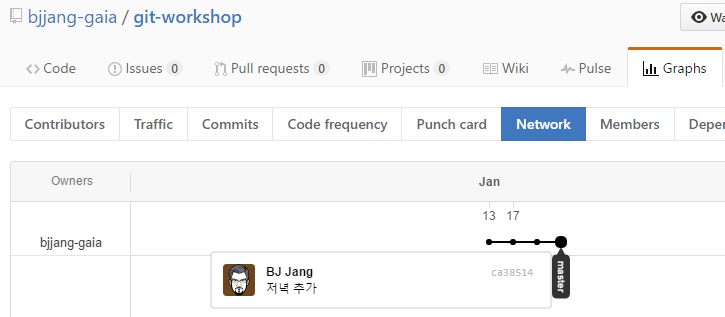 bjjang-gaia / git-workshop
Code Issues 0 Pull requests 0 Projects 0 Wiki Pulse Graphs
Contributors Traffic Commits Code frequency Punch card Network Members
Owners Jan
13 17
bjjang-gaia
master
BJ Jang ca38514
저녁 추가